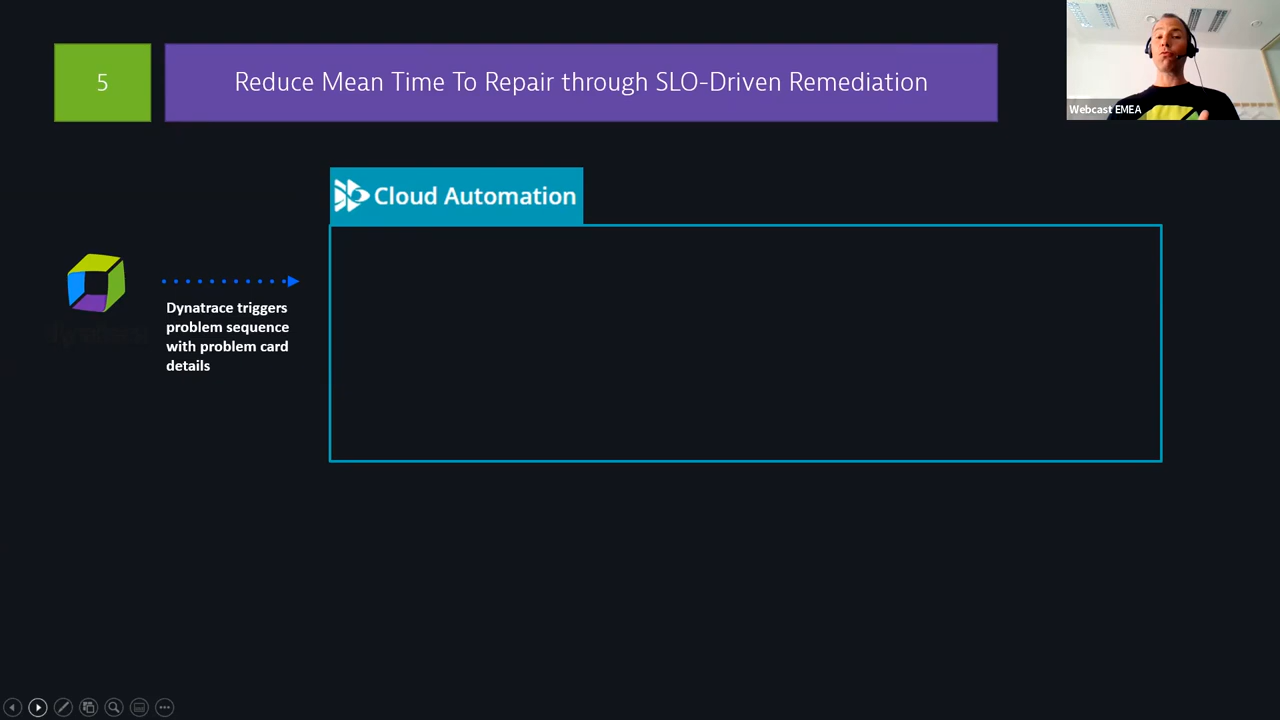 5
Reduce Mean Time To Repair through SLO-Driven Remediation
Webcast EMEA
Cloud Automation
Dynatrace triggers
problem sequence
with problem card
details